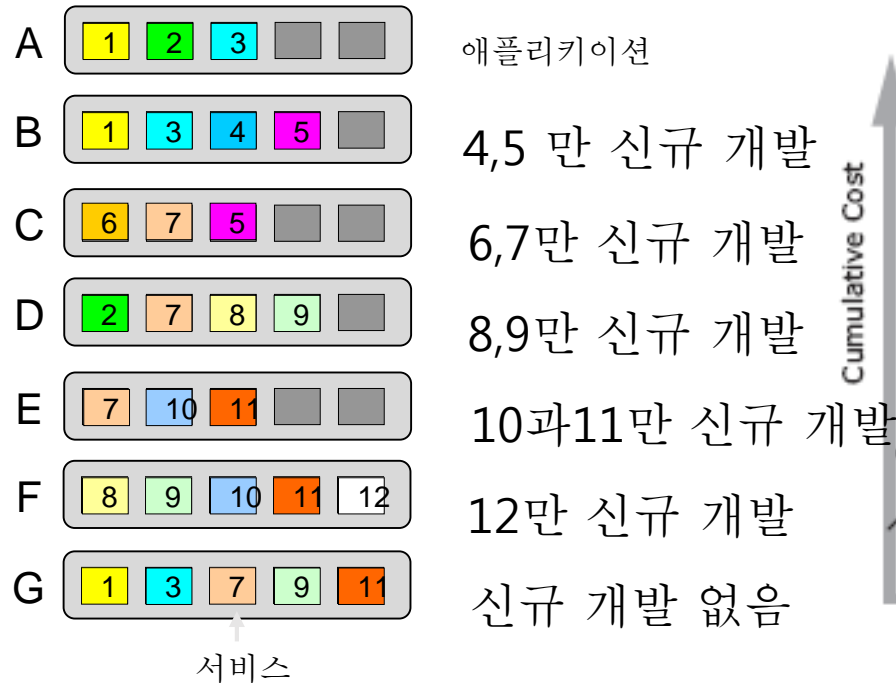 A 1 2 3 애플리키이션
B 1 3 4 5 4,5 만 신규 개발
C 6 7 5 6,7만 신규 개발
D 2 7 8 9 8,9만 신규 개발
E 7 10 11 10과11만 신규 개발
F 8 9 10 11 12 12만 신규 개발
G 1 3 7 9 11 신규 개발 없음
서비스
Cumulative Cost